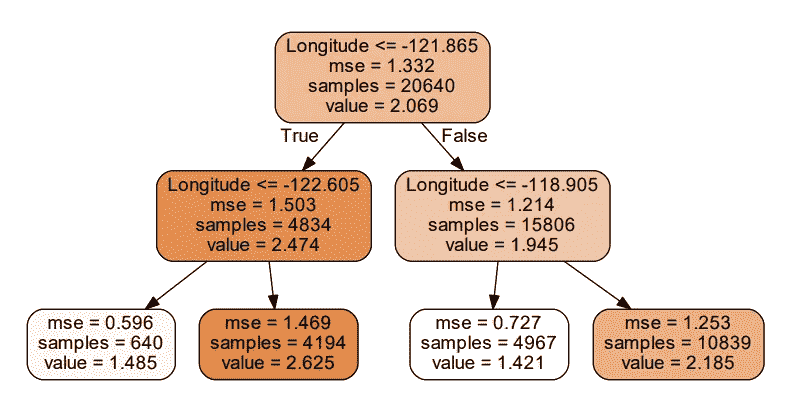 Longitude <= -121.865
mse = 1.332
samples = 20640
value = 2.069
True
False
Longitude <= -122.605
mse = 1.503
samples = 4834
value = 2.474
Longitude <= -118.905
mse = 1.214
samples = 15806
value = 1.945
mse = 0.596
samples = 640
value = 1.485
mse = 1.469
samples = 4194
value = 2.625
mse = 0.727
samples = 4967
value = 1.421
mse = 1.253
samples = 10839
value = 2.185